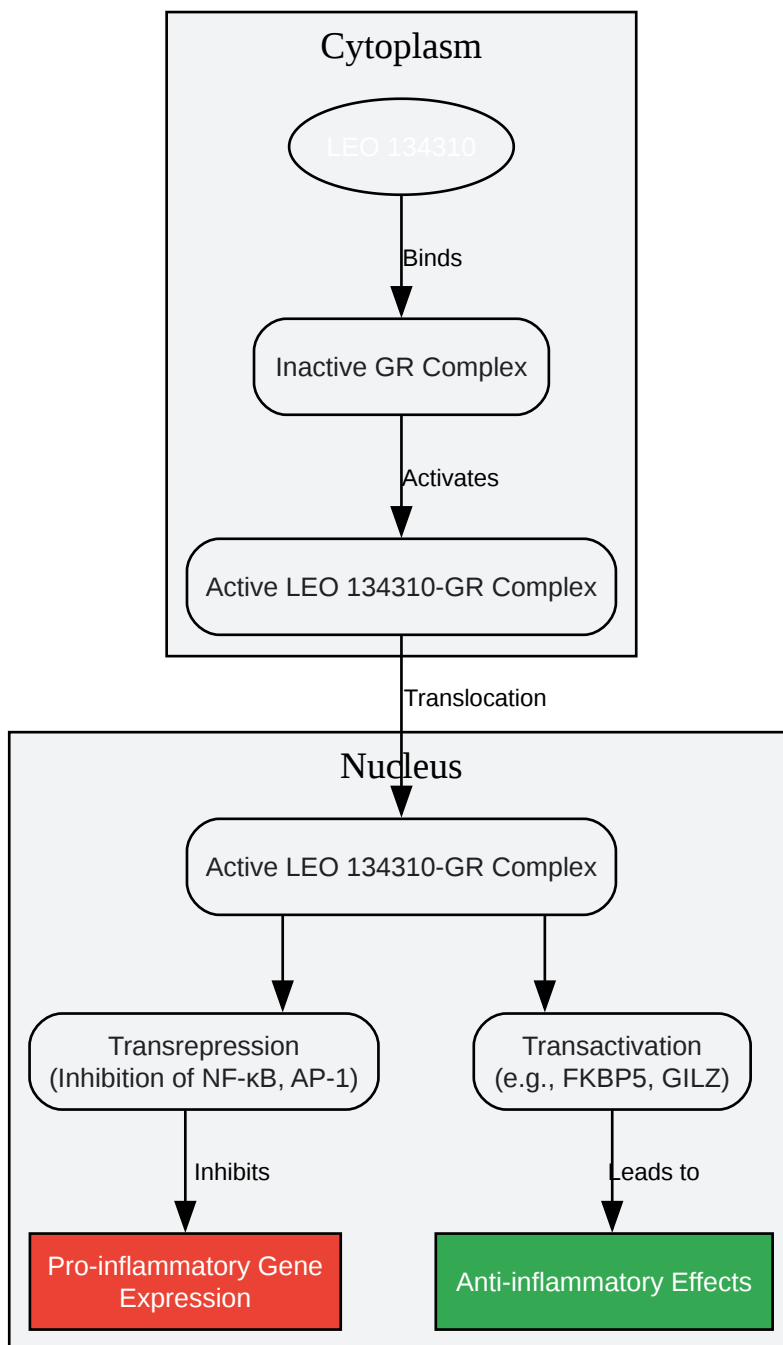 Cytoplasm
LEO 134310
Binds
Inactive GR Complex
Activates
Active LEO 134310-GR Complex
Translocation
Nucleus
Active LEO 134310-GR Complex
Transrepression
(Inhibition of NF-κB, AP-1)
Transactivation
(e.g., FKBP5, GILZ)
Inhibits
Leads to
Pro-inflammatory Gene
Expression
Anti-inflammatory Effects